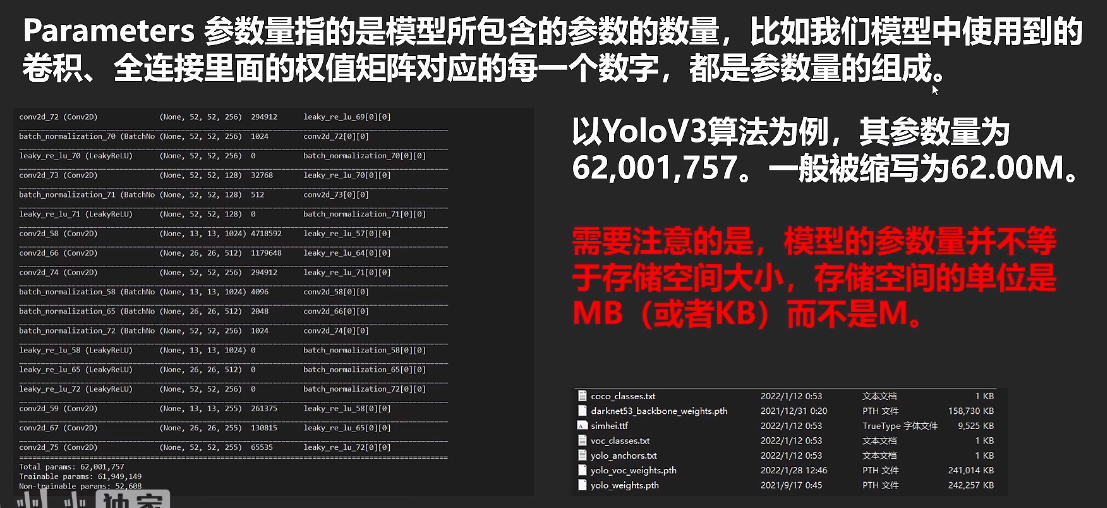 Parameters 参数量指的是模型所包含的参数的数量，比如我们模型中使用到的
卷积、全连接里面的权值矩阵对应的每一个数字，都是参数量的组成。
conv2d_72 (Conv2D) (None, 52, 52, 256) 294912 leaky_re_lu_69[0][0]
batch_normalization_70 (BatchNo (None, 52, 52, 256) 1024 conv2d_72[0][0]
leaky_re_lu_70 (LeakyReLU) (None, 52, 52, 256) 0 batch_normalization_70[0][0]
conv2d_73 (Conv2D) (None, 52, 52, 128) 32768 leaky_re_lu_70[0][0]
batch_normalization_71 (BatchNo (None, 52, 52, 128) 512 conv2d_73[0][0]
leaky_re_lu_71 (LeakyReLU) (None, 52, 52, 128) 0 batch_normalization_71[0][0]
conv2d_58 (Conv2D) (None, 13, 13, 1024) 4718592 leaky_re_lu_57[0][0]
conv2d_66 (Conv2D) (None, 26, 26, 512) 1179648 leaky_re_lu_64[0][0]
conv2d_74 (Conv2D) (None, 52, 52, 256) 294912 leaky_re_lu_71[0][0]
batch_normalization_58 (BatchNo (None, 13, 13, 1024) 4096 conv2d_58[0][0]
batch_normalization_65 (BatchNo (None, 26, 26, 512) 2048 conv2d_66[0][0]
batch_normalization_72 (BatchNo (None, 52, 52, 256) 1024 conv2d_74[0][0]
leaky_re_lu_58 (LeakyReLU) (None, 13, 13, 1024) 0 batch_normalization_58[0][0]
leaky_re_lu_65 (LeakyReLU) (None, 26, 26, 512) 0 batch_normalization_65[0][0]
leaky_re_lu_72 (LeakyReLU) (None, 52, 52, 256) 0 batch_normalization_72[0][0]
conv2d_59 (Conv2D) (None, 13, 13, 255) 261375 leaky_re_lu_58[0][0]
conv2d_67 (Conv2D) (None, 26, 26, 255) 130815 leaky_re_lu_65[0][0]
conv2d_75 (Conv2D) (None, 52, 52, 255) 65535 leaky_re_lu_72[0][0]
Total params: 62,001,757
Trainable params: 61,949,149
Non-trainable params: 52,608
以YoloV3算法为例，其参数量为
62,001,757。一般被缩写为62.00M。
需要注意的是，模型的参数量并不等
于存储空间大小，存储空间的单位是
MB（或者KB）而不是M。
coco_classes.txt 2022/1/12 0:53 文本文档 1 KB
darknet53_backbone_weights.pth 2021/12/31 0:20 PTH 文件 158,730 KB
simhei.ttf 2022/1/12 0:53 TrueType 字体文件 9,525 KB
voc_classes.txt 2022/1/12 0:53 文本文档 1 KB
yolo_anchors.txt 2022/1/12 0:53 文本文档 1 KB
yolo_voc_weights.pth 2022/1/28 12:46 PTH 文件 241,014 KB
yolo_weights.pth 2021/9/17 0:45 PTH 文件 242,257 KB